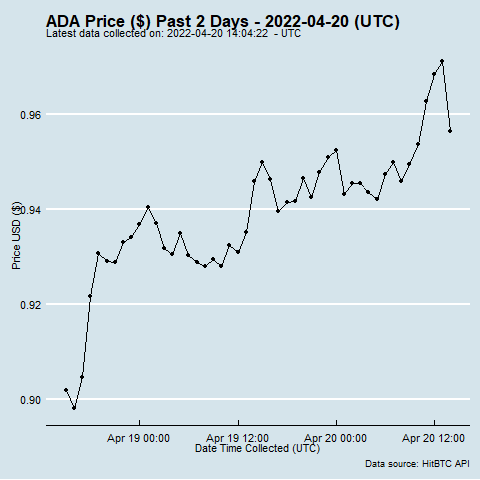 ADA Price ($) Past 2 Days - 2022-04-20 (UTC)
Latest data collected on: 2022-04-20 14:04:22 - UTC
0.96
0.94
Price USD ($)
0.92
0.90
Apr 19 00:00
Apr 19 12:00
Apr 20 00:00
Apr 20 12:00
Date Time Collected (UTC)
Data source: HitBTC API